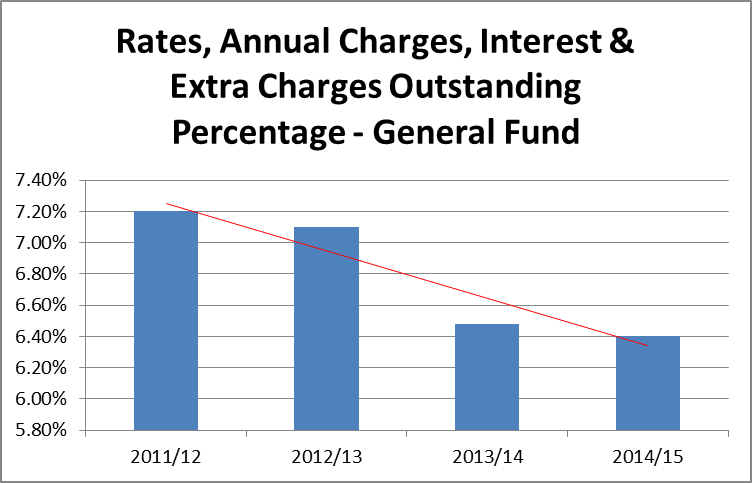 Rates, Annual Charges, Interest &
Extra Charges Outstanding
Percentage - General Fund
7.40%
7.20%
7.00%
6.80%
6.60%
6.40%
6.20%
6.00%
5.80%
2011/12 2012/13 2013/14 2014/15